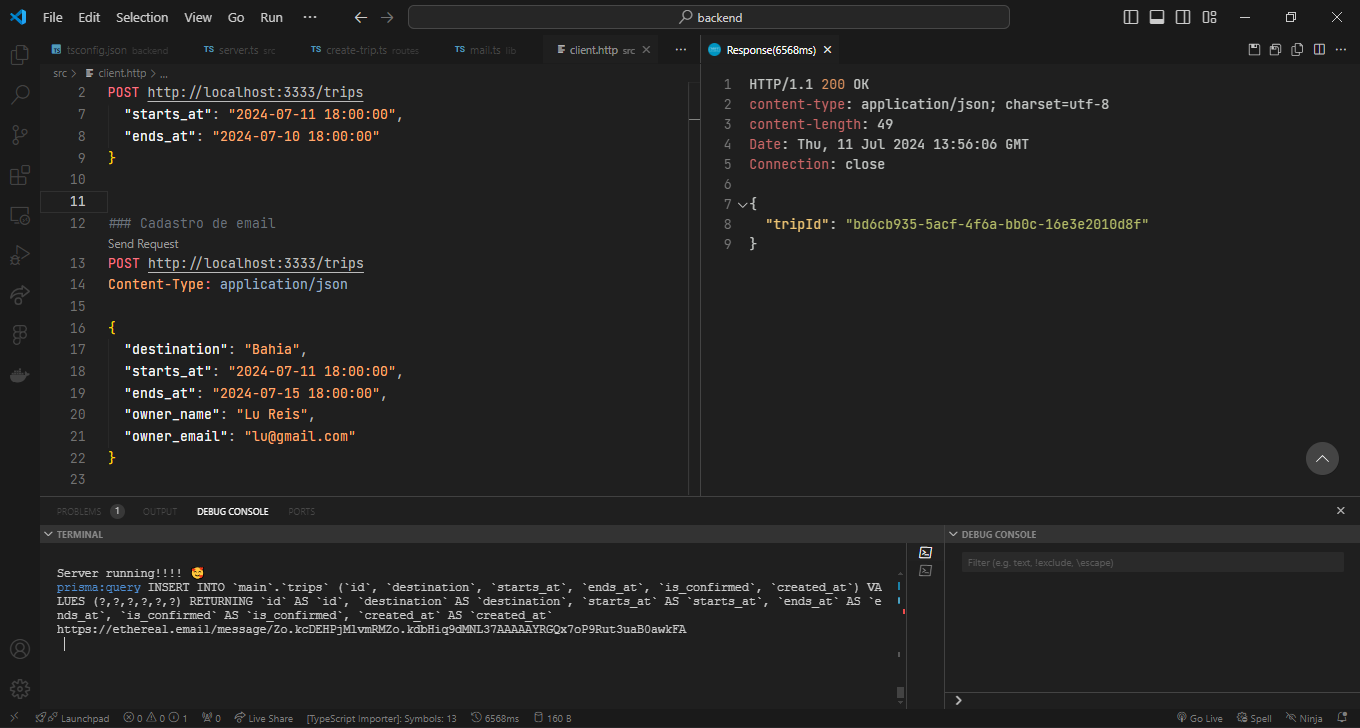 File Edit Selection View Go Run ··· backend
tsconfig.json backend TS server.ts src TS create-trip.ts routes TS mail.ts lib client.http src ···
src > client.http > ...
2 POST http://localhost:3333/trips
7 "starts_at": "2024-07-11 18:00:00",
8 "ends_at": "2024-07-10 18:00:00"
9 }
10
11
12 ### Cadastro de email
Send Request
13 POST http://localhost:3333/trips
14 Content-Type: application/json
15
16 {
17 "destination": "Bahia",
18 "starts_at": "2024-07-11 18:00:00",
19 "ends_at": "2024-07-15 18:00:00",
20 "owner_name": "Lu Reis",
21 "owner_email": "lu@gmail.com"
22 }
23
Response(6568ms)
1 HTTP/1.1 200 OK
2 content-type: application/json; charset=utf-8
3 content-length: 49
4 Date: Thu, 11 Jul 2024 13:56:06 GMT
5 Connection: close
6
7 {
8 "tripId": "bd6cb935-5acf-4f6a-bb0c-16e3e2010d8f"
9 }
PROBLEMS 1 OUTPUT DEBUG CONSOLE PORTS
TERMINAL
Server running!!!! 🥰
prisma:query INSERT INTO `main`.`trips` (`id`, `destination`, `starts_at`, `ends_at`, `is_confirmed`, `created_at`) VA
LUES (?,?,?,?,?,?) RETURNING `id` AS `id`, `destination` AS `destination`, `starts_at` AS `starts_at`, `ends_at` AS `e
nds_at`, `is_confirmed` AS `is_confirmed`, `created_at` AS `created_at`
https://ethereal.email/message/Zo.kcDEHPjMlvmRMZo.kdbHiq9dMNL37AAAAAYRGQx7oP9Rut3uaB0awkFA
DEBUG CONSOLE
Filter (e.g. text, !exclude, \escape)
Launchpad 0 0 1 0 Live Share [TypeScript Importer]: Symbols: 13 6568ms 160 B Go Live Spell Ninja